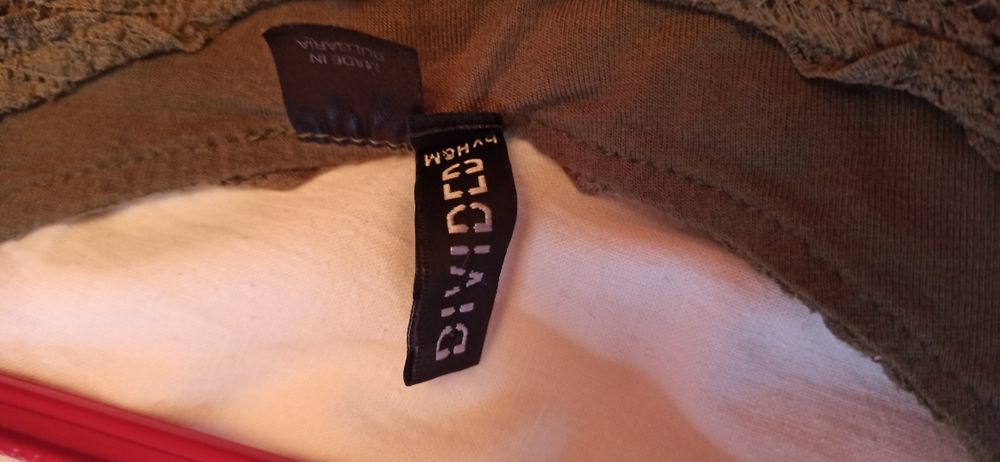 MADE IN
BULGARIA
DIVIDED
by H&M